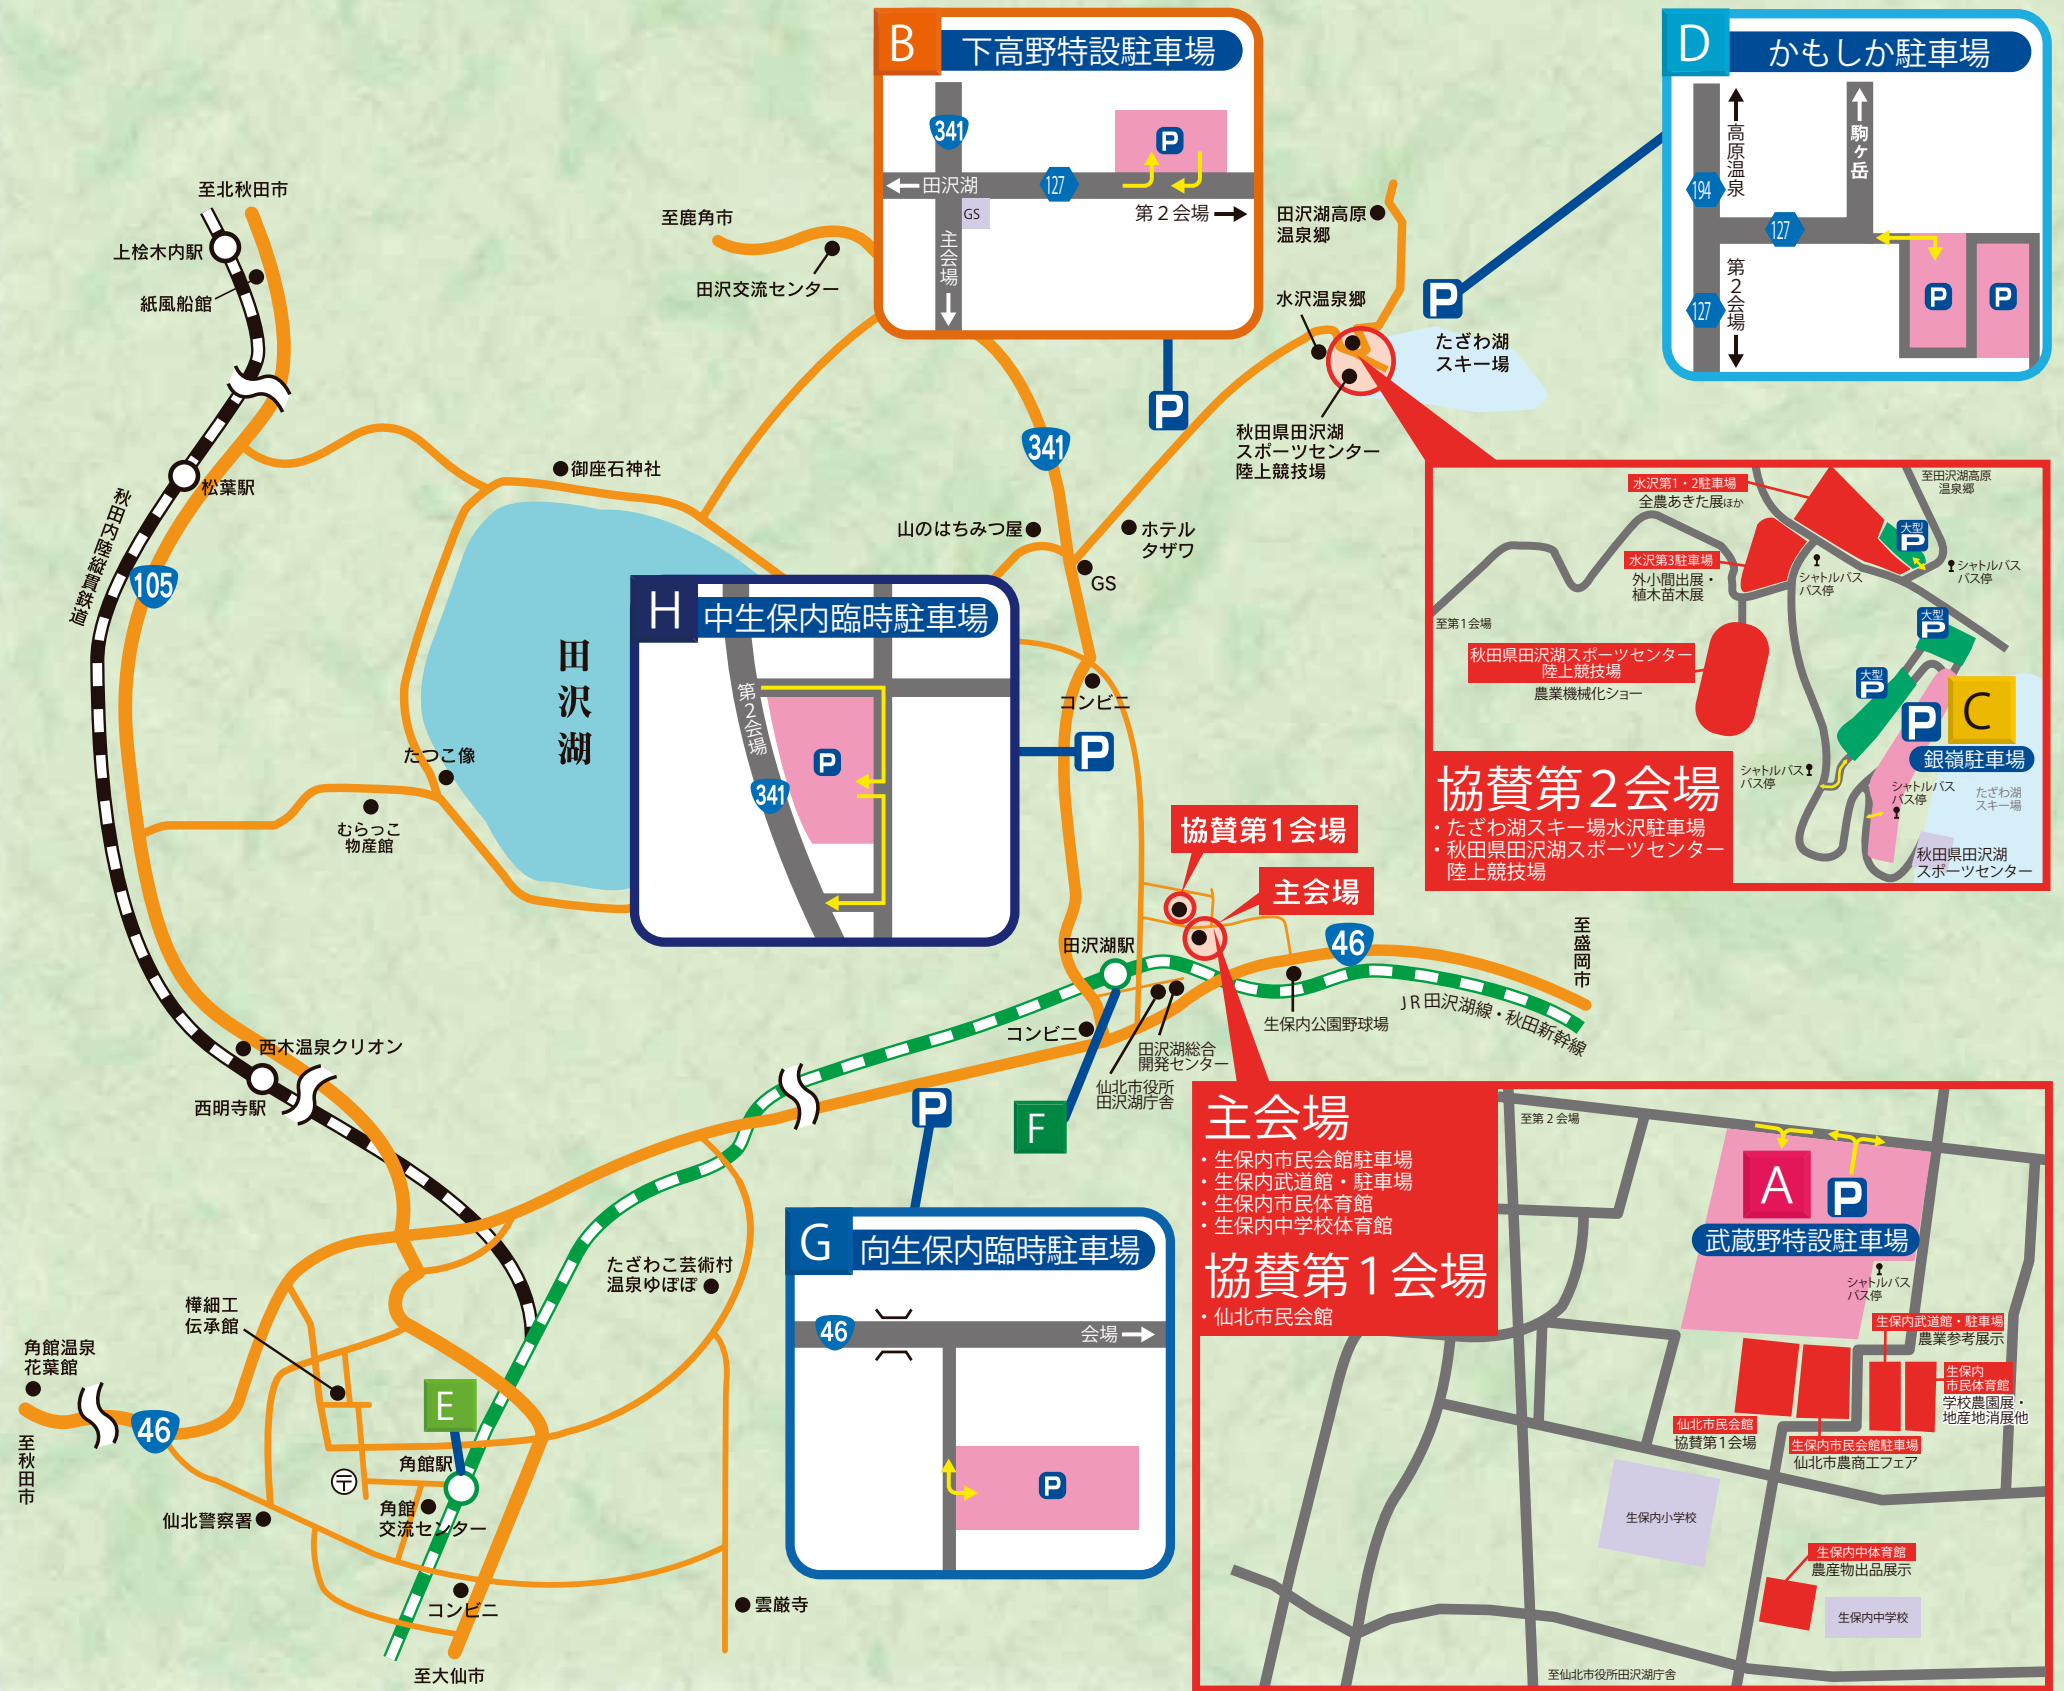 B
下高野特設駐車場
341
田沢湖
127
GS
第２会場
主会場
D
かもしか駐車場
高原温泉
駒ヶ岳
194
127
第２会場
127
P
P
P
至北秋田市
上桧木内駅
紙風船館
至鹿角市
田沢交流センター
田沢湖高原
温泉郷
水沢温泉郷
P
たざわ湖
スキー場
P
秋田県田沢湖
スポーツセンター
陸上競技場
341
御座石神社
松葉駅
秋田内陸縦貫鉄道
105
山のはちみつ屋
ホテル
タザワ
GS
田沢湖
たつこ像
むらっこ
物産館
コンビニ
P
H
中生保内臨時駐車場
第２会場
341
P
水沢第1・2駐車場
全農あきた展ほか
至田沢湖高原
温泉郷
大型
P
水沢第3駐車場
外小間出展・
植木苗木展
シャトルバス
バス停
シャトルバス
バス停
至第1会場
大型
P
秋田県田沢湖スポーツセンター
陸上競技場
農業機械化ショー
大型
P
P
C
銀嶺駐車場
シャトルバス
バス停
シャトルバス
バス停
たざわ湖
スキー場
秋田県田沢湖
スポーツセンター
協賛第２会場
・たざわ湖スキー場水沢駐車場
・秋田県田沢湖スポーツセンター
陸上競技場
協賛第1会場
主会場
46
至盛岡市
田沢湖駅
JR田沢湖線・秋田新幹線
生保内公園野球場
コンビニ
田沢湖総合
開発センター
仙北市役所
田沢湖庁舎
F
P
西木温泉クリオン
西明寺駅
G
向生保内臨時駐車場
46
会場
P
たざわこ芸術村
温泉ゆぽぽ
樺細工
伝承館
角館温泉
花葉館
46
至秋田市
E
角館駅
〒
角館
交流センター
仙北警察署
コンビニ
至大仙市
雲厳寺
主会場
・生保内市民会館駐車場
・生保内武道館・駐車場
・生保内市民体育館
・生保内中学校体育館
協賛第１会場
・仙北市民会館
至第２会場
A
P
武蔵野特設駐車場
シャトルバス
バス停
生保内武道館・駐車場
農業参考展示
生保内
市民体育館
学校農園展・
地産地消展他
仙北市民会館
協賛第1会場
生保内市民会館駐車場
仙北市農商工フェア
生保内小学校
生保内中体育館
農産物出品展示
生保内中学校
至仙北市役所田沢湖庁舎